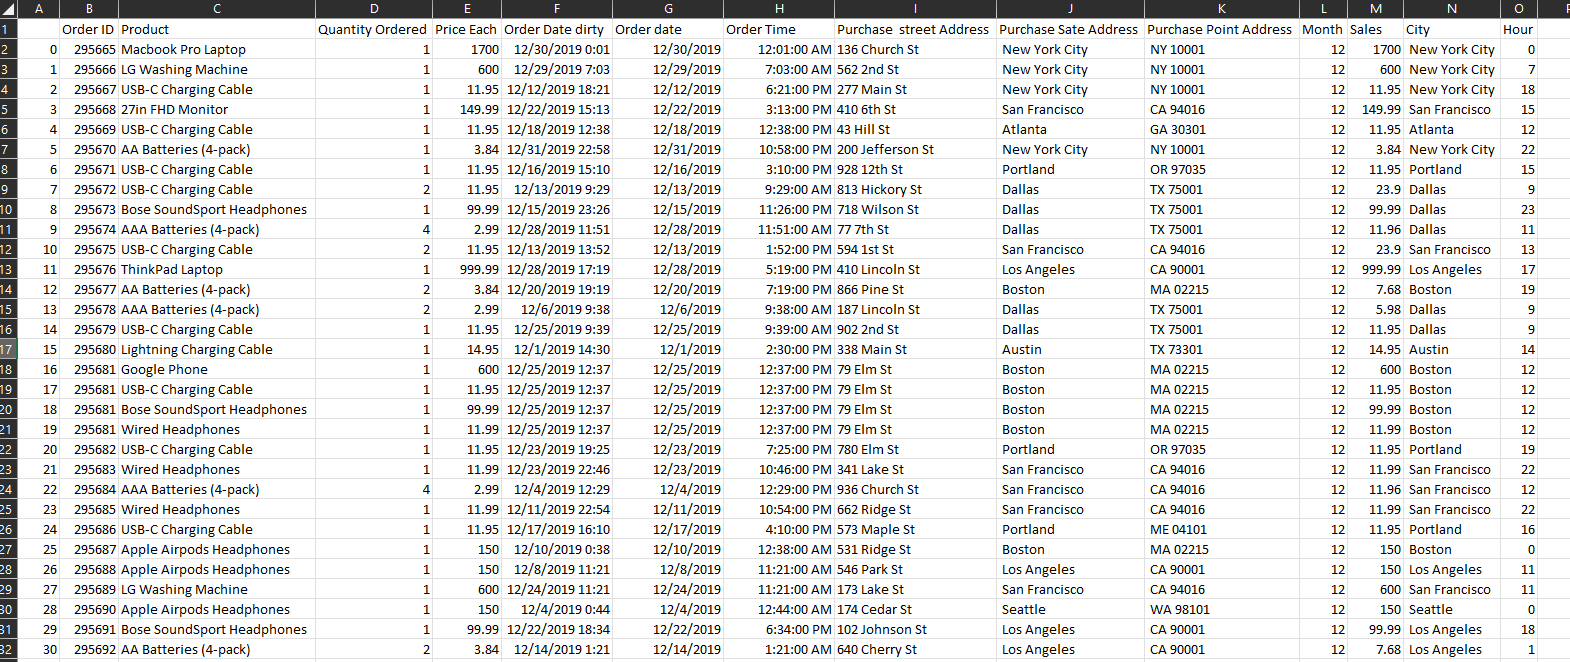 A B C D E F G H I J K L M N O
1 Order ID Product Quantity Ordered Price Each Order Date dirty Order date Order Time Purchase street Address Purchase Sate Address Purchase Point Address Month Sales City Hour
2 0 295665 Macbook Pro Laptop 1 1700 12/30/2019 0:01 12/30/2019 12:01:00 AM 136 Church St New York City NY 10001 12 1700 New York City 0
3 1 295666 LG Washing Machine 1 600 12/29/2019 7:03 12/29/2019 7:03:00 AM 562 2nd St New York City NY 10001 12 600 New York City 7
4 2 295667 USB-C Charging Cable 1 11.95 12/12/2019 18:21 12/12/2019 6:21:00 PM 277 Main St New York City NY 10001 12 11.95 New York City 18
5 3 295668 27in FHD Monitor 1 149.99 12/22/2019 15:13 12/22/2019 3:13:00 PM 410 6th St San Francisco CA 94016 12 149.99 San Francisco 15
6 4 295669 USB-C Charging Cable 1 11.95 12/18/2019 12:38 12/18/2019 12:38:00 PM 43 Hill St Atlanta GA 30301 12 11.95 Atlanta 12
7 5 295670 AA Batteries (4-pack) 1 3.84 12/31/2019 22:58 12/31/2019 10:58:00 PM 200 Jefferson St New York City NY 10001 12 3.84 New York City 22
8 6 295671 USB-C Charging Cable 1 11.95 12/16/2019 15:10 12/16/2019 3:10:00 PM 928 12th St Portland OR 97035 12 11.95 Portland 15
9 7 295672 USB-C Charging Cable 2 11.95 12/13/2019 9:29 12/13/2019 9:29:00 AM 813 Hickory St Dallas TX 75001 12 23.9 Dallas 9
10 8 295673 Bose SoundSport Headphones 1 99.99 12/15/2019 23:26 12/15/2019 11:26:00 PM 718 Wilson St Dallas TX 75001 12 99.99 Dallas 23
11 9 295674 AAA Batteries (4-pack) 4 2.99 12/28/2019 11:51 12/28/2019 11:51:00 AM 77 7th St Dallas TX 75001 12 11.96 Dallas 11
12 10 295675 USB-C Charging Cable 2 11.95 12/13/2019 13:52 12/13/2019 1:52:00 PM 594 1st St San Francisco CA 94016 12 23.9 San Francisco 13
13 11 295676 ThinkPad Laptop 1 999.99 12/28/2019 17:19 12/28/2019 5:19:00 PM 410 Lincoln St Los Angeles CA 90001 12 999.99 Los Angeles 17
14 12 295677 AA Batteries (4-pack) 2 3.84 12/20/2019 19:19 12/20/2019 7:19:00 PM 866 Pine St Boston MA 02215 12 7.68 Boston 19
15 13 295678 AAA Batteries (4-pack) 2 2.99 12/6/2019 9:38 12/6/2019 9:38:00 AM 187 Lincoln St Dallas TX 75001 12 5.98 Dallas 9
16 14 295679 USB-C Charging Cable 1 11.95 12/25/2019 9:39 12/25/2019 9:39:00 AM 902 2nd St Dallas TX 75001 12 11.95 Dallas 9
17 15 295680 Lightning Charging Cable 1 14.95 12/1/2019 14:30 12/1/2019 2:30:00 PM 338 Main St Austin TX 73301 12 14.95 Austin 14
18 16 295681 Google Phone 1 600 12/25/2019 12:37 12/25/2019 12:37:00 PM 79 Elm St Boston MA 02215 12 600 Boston 12
19 17 295681 USB-C Charging Cable 1 11.95 12/25/2019 12:37 12/25/2019 12:37:00 PM 79 Elm St Boston MA 02215 12 11.95 Boston 12
20 18 295681 Bose SoundSport Headphones 1 99.99 12/25/2019 12:37 12/25/2019 12:37:00 PM 79 Elm St Boston MA 02215 12 99.99 Boston 12
21 19 295681 Wired Headphones 1 11.99 12/25/2019 12:37 12/25/2019 12:37:00 PM 79 Elm St Boston MA 02215 12 11.99 Boston 12
22 20 295682 USB-C Charging Cable 1 11.95 12/23/2019 19:25 12/23/2019 7:25:00 PM 780 Elm St Portland OR 97035 12 11.95 Portland 19
23 21 295683 Wired Headphones 1 11.99 12/23/2019 22:46 12/23/2019 10:46:00 PM 341 Lake St San Francisco CA 94016 12 11.99 San Francisco 22
24 22 295684 AAA Batteries (4-pack) 4 2.99 12/4/2019 12:29 12/4/2019 12:29:00 PM 936 Church St San Francisco CA 94016 12 11.96 San Francisco 12
25 23 295685 Wired Headphones 1 11.99 12/11/2019 22:54 12/11/2019 10:54:00 PM 662 Ridge St San Francisco CA 94016 12 11.99 San Francisco 22
26 24 295686 USB-C Charging Cable 1 11.95 12/17/2019 16:10 12/17/2019 4:10:00 PM 573 Maple St Portland ME 04101 12 11.95 Portland 16
27 25 295687 Apple Airpods Headphones 1 150 12/10/2019 0:38 12/10/2019 12:38:00 AM 531 Ridge St Boston MA 02215 12 150 Boston 0
28 26 295688 Apple Airpods Headphones 1 150 12/8/2019 11:21 12/8/2019 11:21:00 AM 546 Park St Los Angeles CA 90001 12 150 Los Angeles 11
29 27 295689 LG Washing Machine 1 600 12/24/2019 11:21 12/24/2019 11:21:00 AM 173 Lake St San Francisco CA 94016 12 600 San Francisco 11
30 28 295690 Apple Airpods Headphones 1 150 12/4/2019 0:44 12/4/2019 12:44:00 AM 174 Cedar St Seattle WA 98101 12 150 Seattle 0
31 29 295691 Bose SoundSport Headphones 1 99.99 12/22/2019 18:34 12/22/2019 6:34:00 PM 102 Johnson St Los Angeles CA 90001 12 99.99 Los Angeles 18
32 30 295692 AA Batteries (4-pack) 2 3.84 12/14/2019 1:21 12/14/2019 1:21:00 AM 640 Cherry St Los Angeles CA 90001 12 7.68 Los Angeles 1